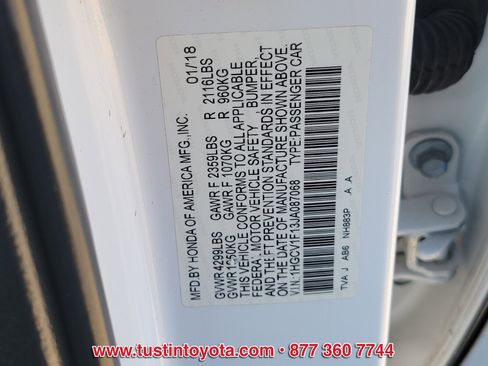 MFD BY HONDA OF AMERICA MFG.,INC. 01/18
GVWR 4299LBS GAWR F 2359LBS R 2116LBS
GVWR 1950KG GAWR F 1070KG R 960KG
THIS VEHICLE CONFORMS TO ALL APPLICABLE
FEDERAL MOTOR VEHICLE SAFETY, BUMPER,
AND THEFT PREVENTION STANDARDS IN EFFECT
ON THE DATE OF MANUFACTURE SHOWN ABOVE.
V.I.N.:1HGCV1F13JA087068 TYPE:PASSENGER CAR
TVA J AB6 NH883P A A
www.tustintoyota.com • 877 360 7744